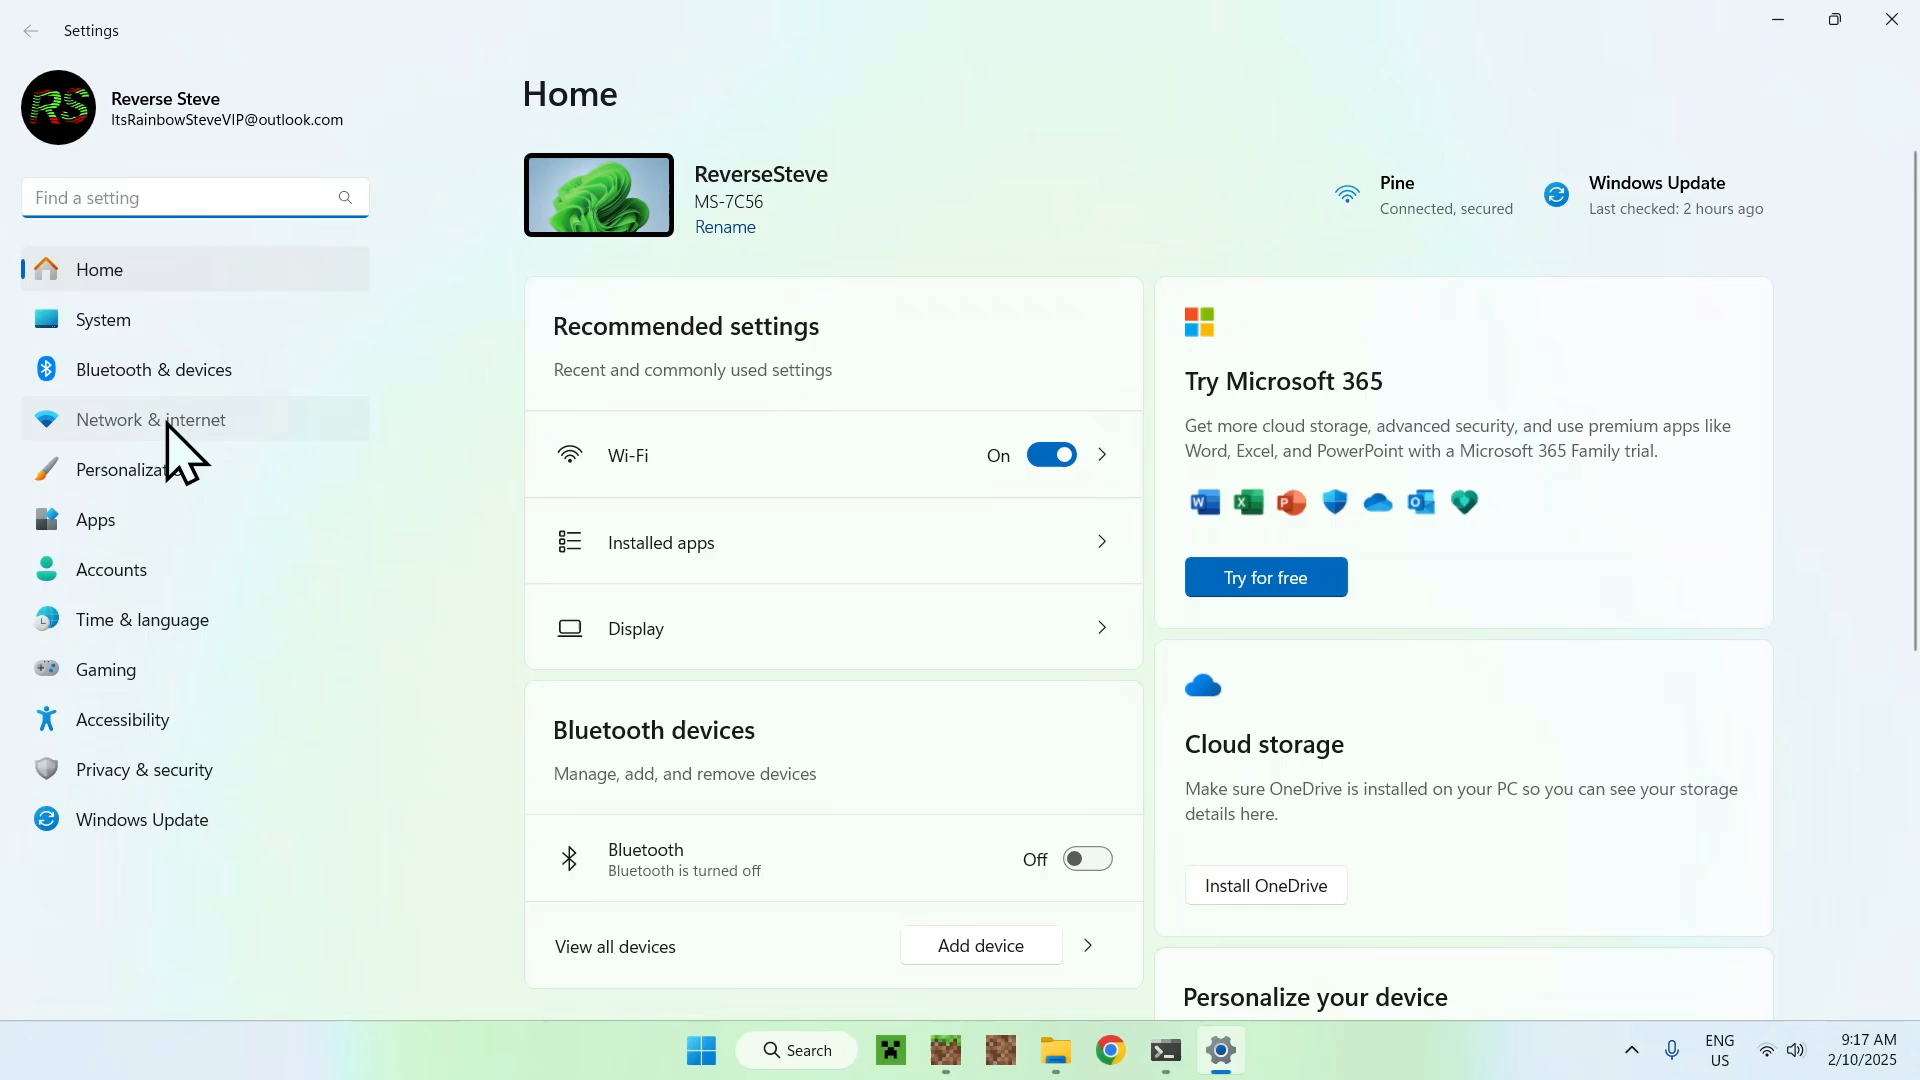 Settings
RS
Reverse Steve
ItsRainbowSteveVIP@outlook.com
Find a setting
Home
System
Bluetooth & devices
Network & internet
Apps
Accounts
Time & language
Gaming
Accessibility
Privacy & security
Windows Update
Home
ReverseSteve
MS-7C56
Rename
Pine
Connected, secured
Windows Update
Last checked: 2 hours ago
Recommended settings
Recent and commonly used settings
Wi-Fi
On
Installed apps
Display
Bluetooth devices
Manage, add, and remove devices
Bluetooth
Bluetooth is turned off
Off
View all devices
Add device
Try Microsoft 365
Get more cloud storage, advanced security, and use premium apps like
Word, Excel, and PowerPoint with a Microsoft 365 Family trial.
Try for free
Cloud storage
Make sure OneDrive is installed on your PC so you can see your storage
details here.
Install OneDrive
Personalize your device
Search
ENG
US
9:17 AM
2/10/2025